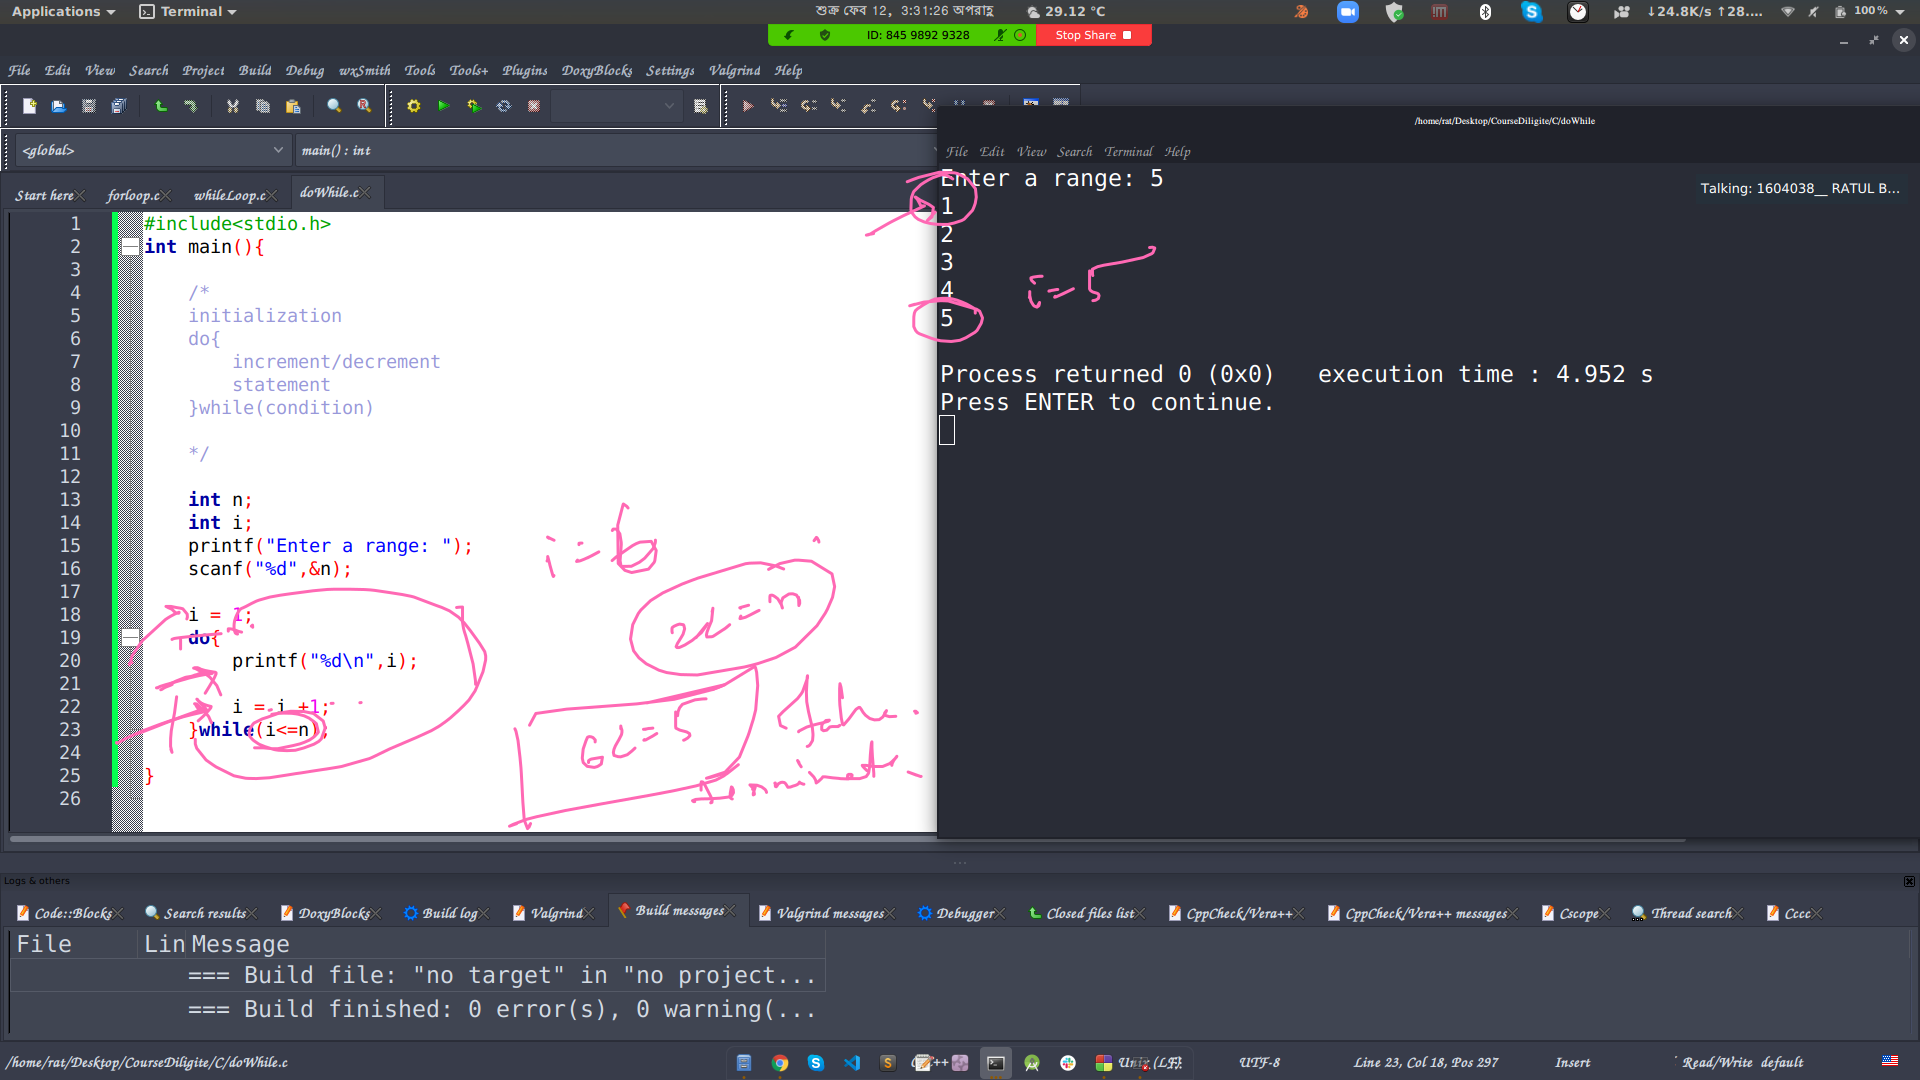 Applications Terminal শুক্র ফেব 12, 3:31:26 অপরাহ্ণ 29.12 °C ↓24.8K/s ↑28.... 100 %
ID: 845 9892 9328 Stop Share
File Edit View Search Project Build Debug wxSmith Tools Tools+ Plugins DoxyBlocks Settings Valgrind Help
<global> main() : int
Start here forloop.c whileLoop.c doWhile.c
1 #include<stdio.h>
2 int main(){
3
4 /*
5 initialization
6 do{
7 increment/decrement
8 statement
9 }while(condition)
10
11 */
12
13 int n;
14 int i;
15 printf("Enter a range: ");
16 scanf("%d",&n);
17
18 i = 1;
19 do{
20 printf("%d\n",i);
21
22 i = i +1;
23 }while(i<=n);
24
25 }
26
i = 6
2<=n
6<=5
False.
Terminate
/home/rat/Desktop/CourseDiligite/C/doWhile
File Edit View Search Terminal Help
Enter a range: 5
1
2
3
4
5
i = 5
Process returned 0 (0x0) execution time : 4.952 s
Press ENTER to continue.
Talking: 1604038__ RATUL B...
Logs & others
Code::Blocks Search results DoxyBlocks Build log Valgrind Build messages Valgrind messages Debugger Closed files list CppCheck/Vera++ CppCheck/Vera++ messages Cscope Thread search Cccc
File Lin Message
=== Build file: "no target" in "no project...
=== Build finished: 0 error(s), 0 warning(...
/home/rat/Desktop/CourseDiligite/C/doWhile.c UTF-8 Line 23, Col 18, Pos 297 Insert Read/Write default